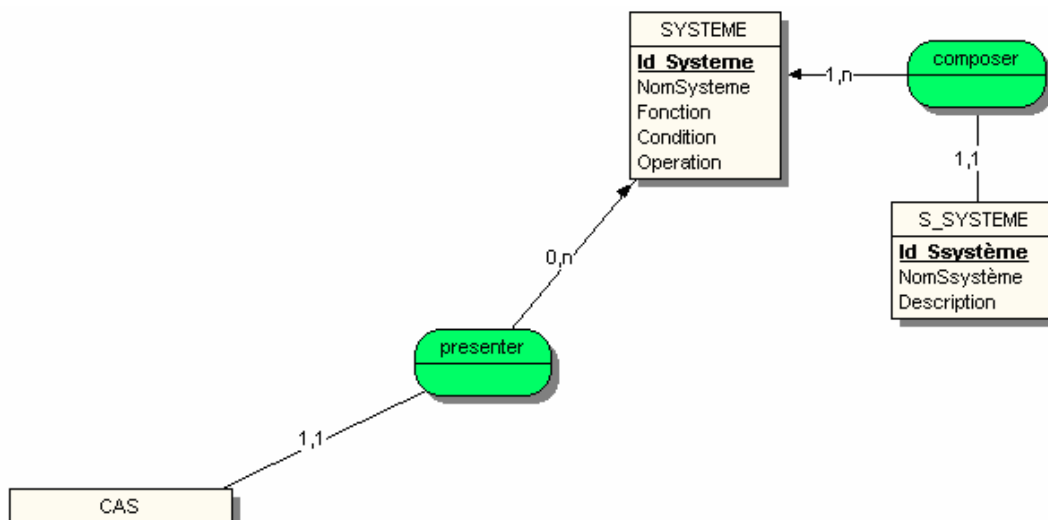 SYSTEME
Id_Systeme
NomSysteme
Fonction
Condition
Operation
composer
1,n
1,1
S_SYSTEME
Id_Ssystème
NomSsystème
Description
0,n
presenter
1,1
CAS